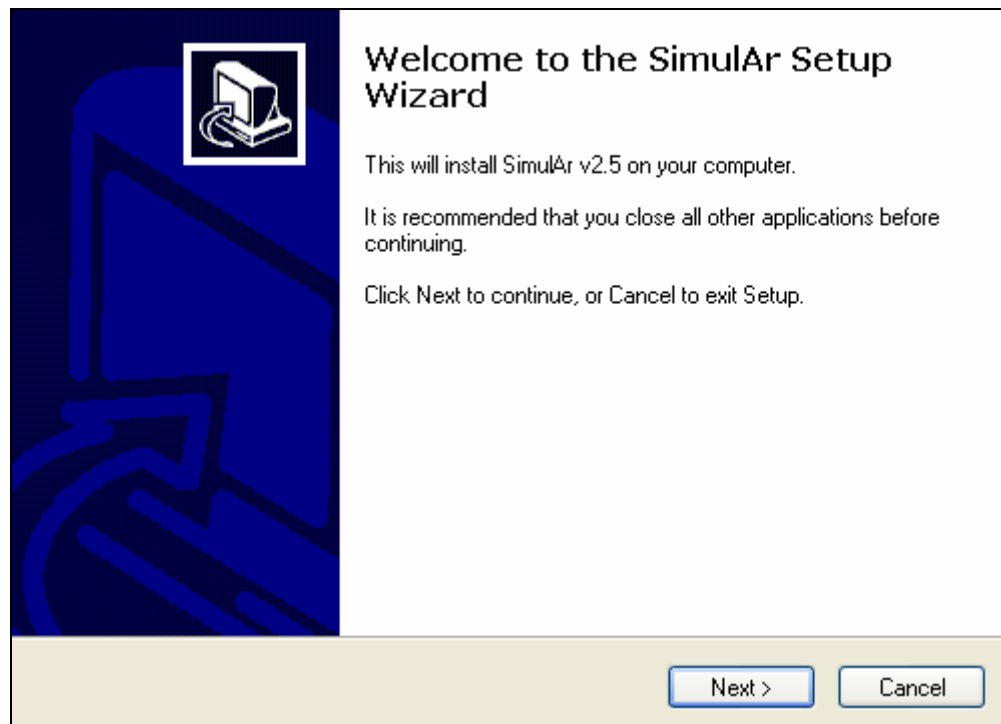 Welcome to the SimulAr Setup
Wizard
This will install SimulAr v2.5 on your computer.
It is recommended that you close all other applications before
continuing.
Click Next to continue, or Cancel to exit Setup.
Next >
Cancel